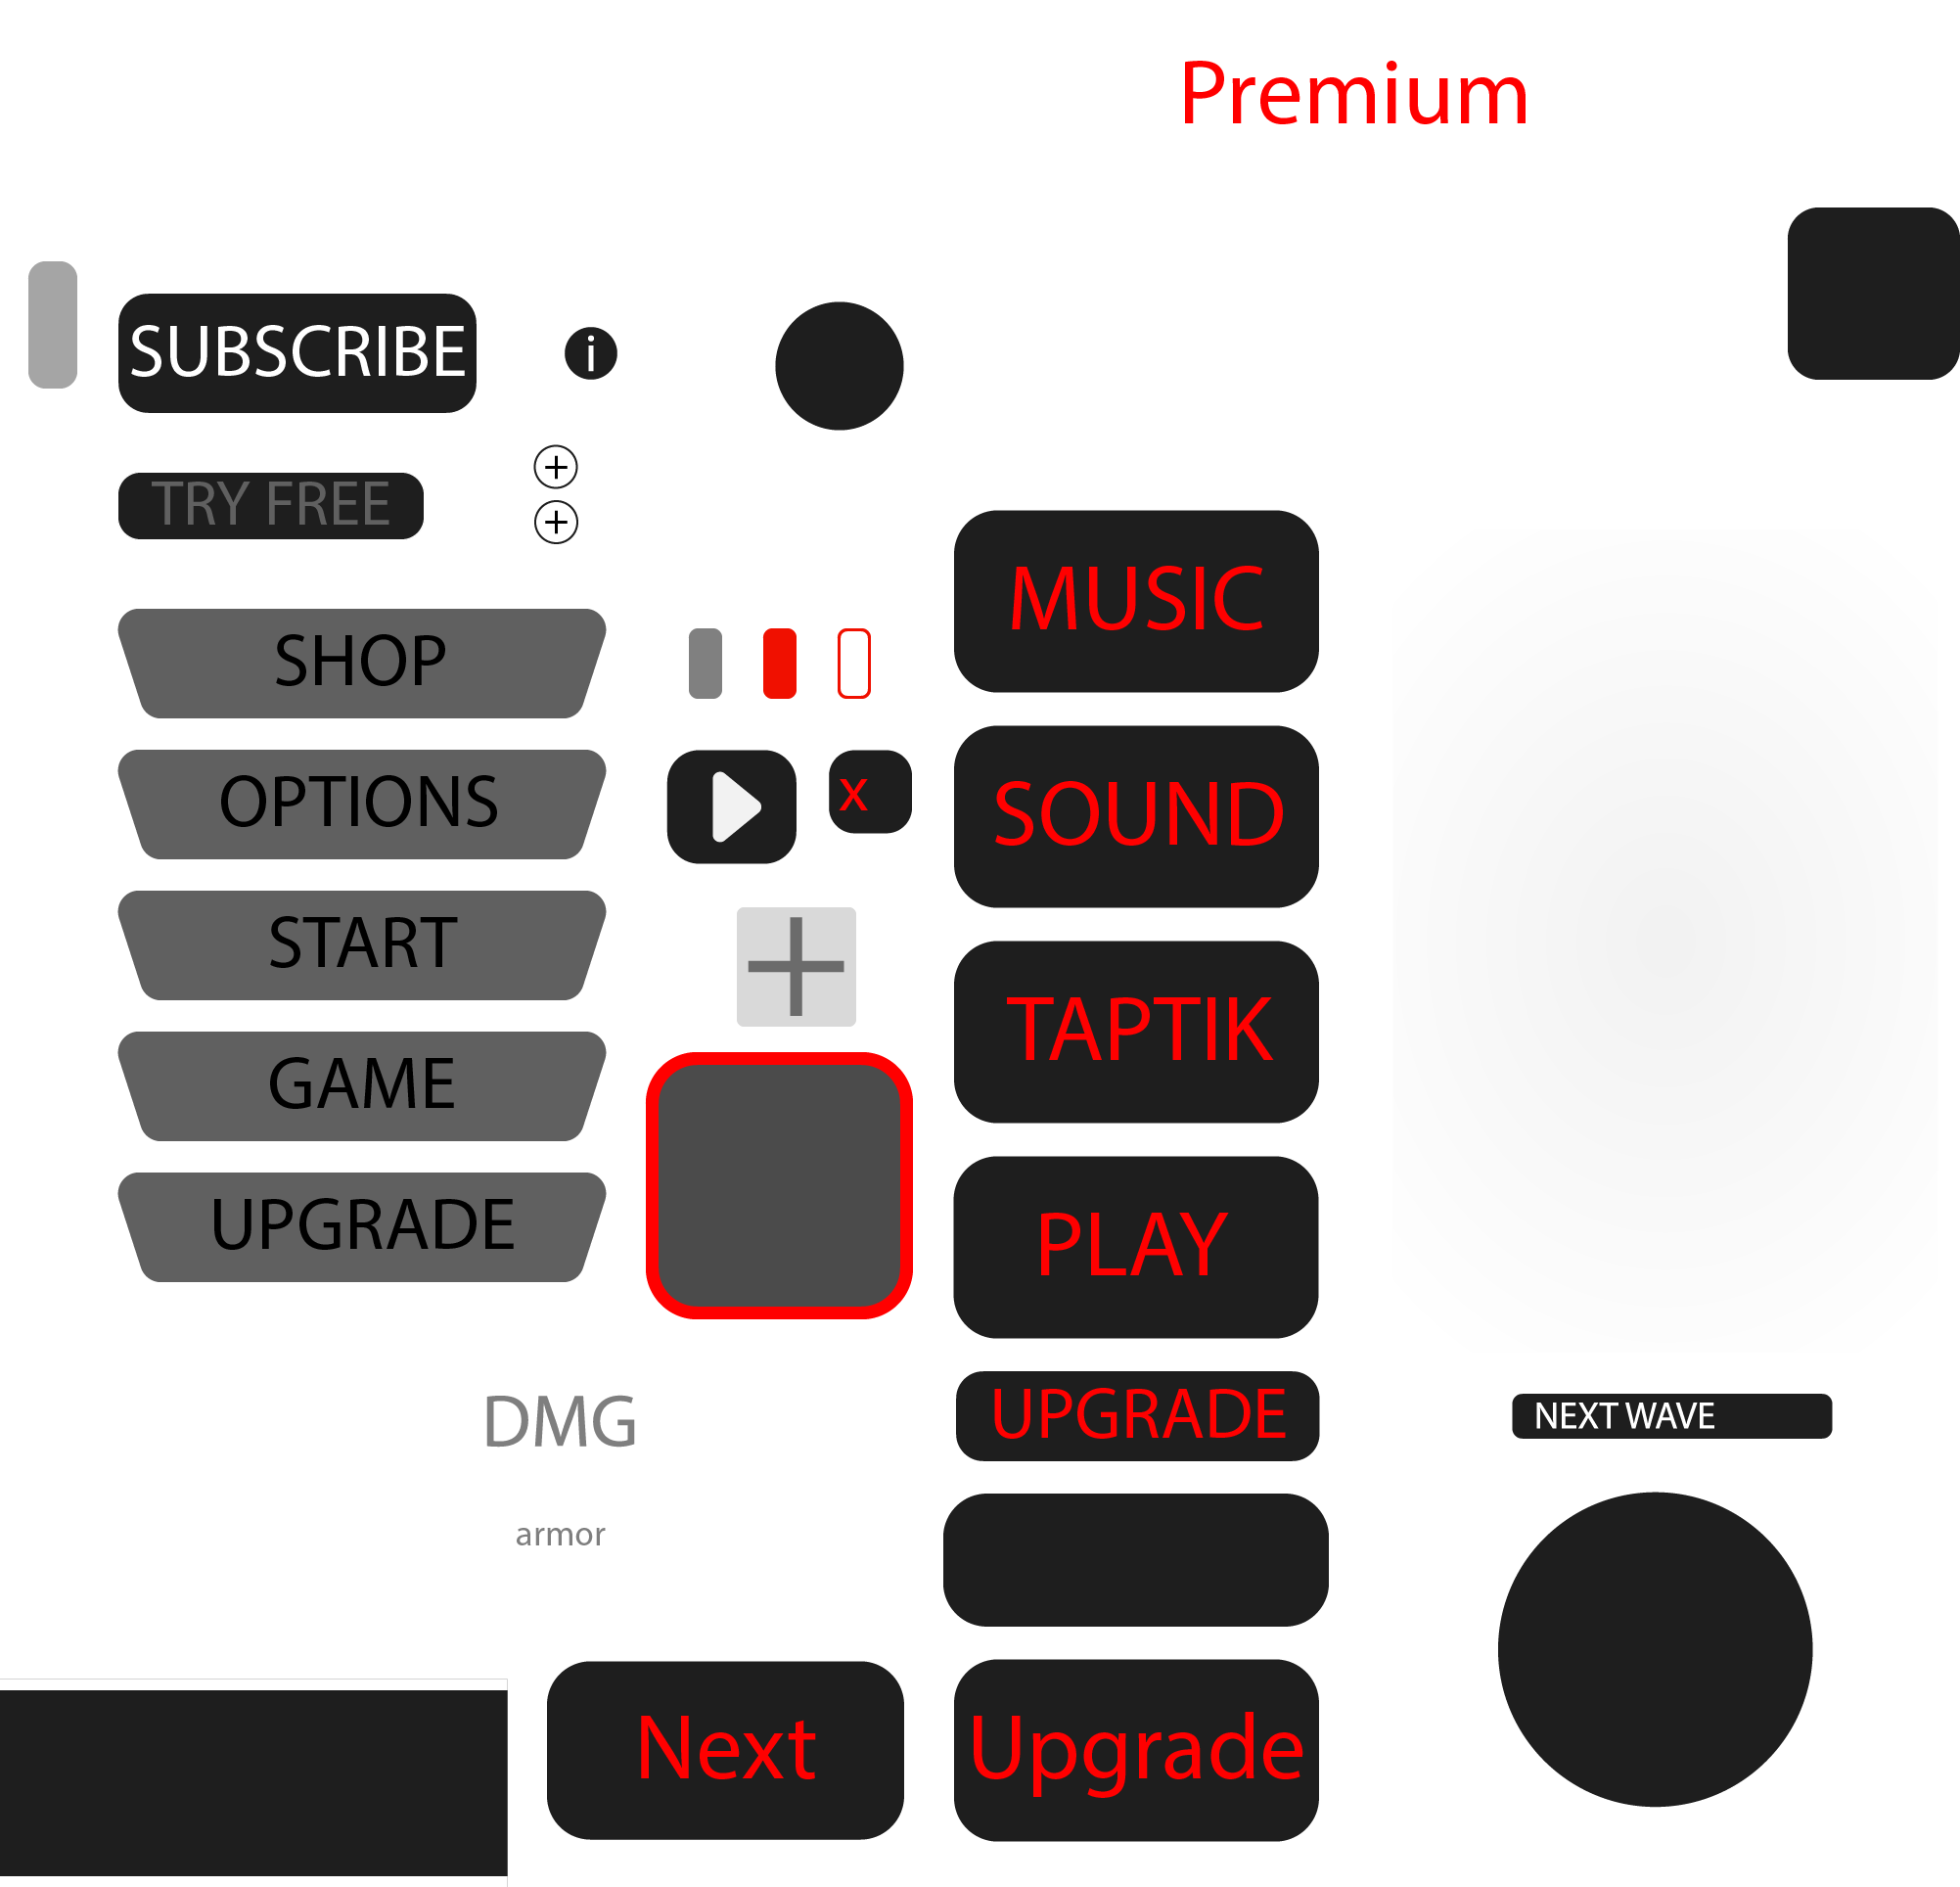 Premium
SUBSCRIBE
i
TRY FREE
SHOP
OPTIONS
START
GAME
UPGRADE
x
MUSIC
SOUND
TAPTIK
PLAY
UPGRADE
DMG
armor
NEXT WAVE
Next
Upgrade